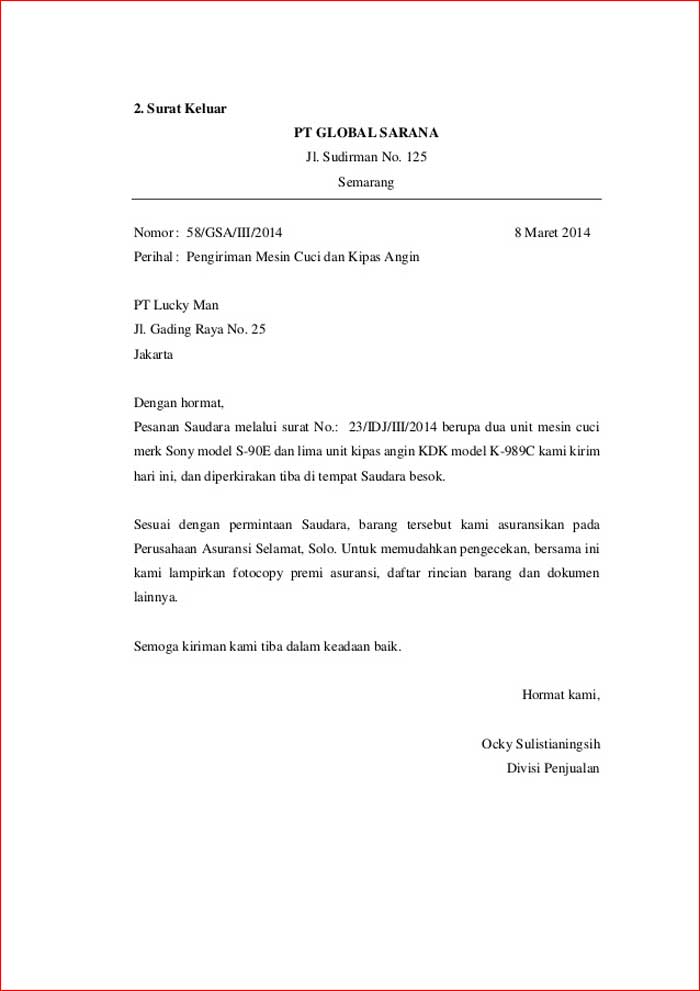 2. Surat Keluar
PT GLOBAL SARANA
Jl. Sudirman No. 125
Semarang
Nomor : 58/GSA/III/2014 8 Maret 2014
Perihal : Pengiriman Mesin Cuci dan Kipas Angin
PT Lucky Man
Jl. Gading Raya No. 25
Jakarta
Dengan hormat,
Pesanan Saudara melalui surat No.: 23/IDJ/III/2014 berupa dua unit mesin cuci
merk Sony model S-90E dan lima unit kipas angin KDK model K-989C kami kirim
hari ini, dan diperkirakan tiba di tempat Saudara besok.
Sesuai dengan permintaan Saudara, barang tersebut kami asuransikan pada
Perusahaan Asuransi Selamat, Solo. Untuk memudahkan pengecekan, bersama ini
kami lampirkan fotocopy premi asuransi, daftar rincian barang dan dokumen
lainnya.
Semoga kiriman kami tiba dalam keadaan baik.
Hormat kami,
Ocky Sulistianingsih
Divisi Penjualan